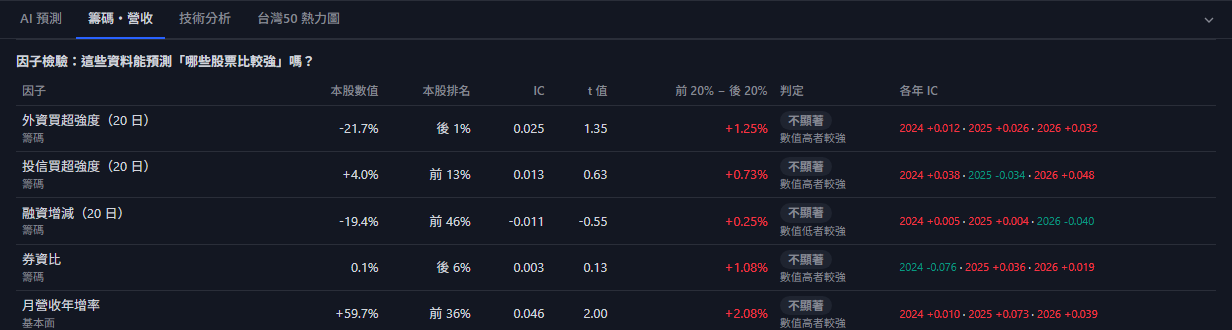 AI 預測 籌碼・營收 技術分析 台灣50 熱力圖
因子檢驗：這些資料能預測「哪些股票比較強」嗎？
因子 本股數值 本股排名 IC t 值 前 20% − 後 20% 判定 各年 IC
外資買超強度（20 日） -21.7% 後 1% 0.025 1.35 +1.25% 不顯著 2024 +0.012・2025 +0.026・2026 +0.032
籌碼 數值高者較強
投信買超強度（20 日） +4.0% 前 13% 0.013 0.63 +0.73% 不顯著 2024 +0.038・2025 -0.034・2026 +0.048
籌碼 數值高者較強
融資增減（20 日） -19.4% 前 46% -0.011 -0.55 +0.25% 不顯著 2024 +0.005・2025 +0.004・2026 -0.040
籌碼 數值低者較強
券資比 0.1% 後 6% 0.003 0.13 +1.08% 不顯著 2024 -0.076・2025 +0.036・2026 +0.019
籌碼 數值高者較強
月營收年增率 +59.7% 前 36% 0.046 2.00 +2.08% 不顯著 2024 +0.010・2025 +0.073・2026 +0.039
基本面 數值高者較強